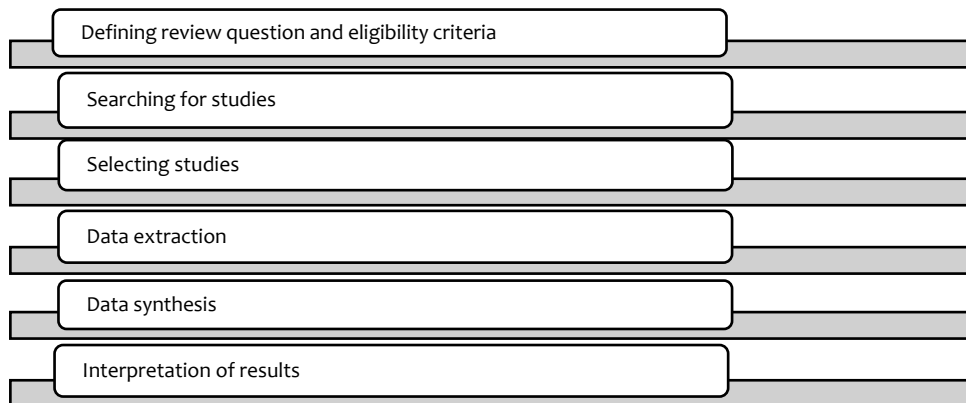 Defining review question and eligibility criteria
Searching for studies
Selecting studies
Data extraction
Data synthesis
Interpretation of results